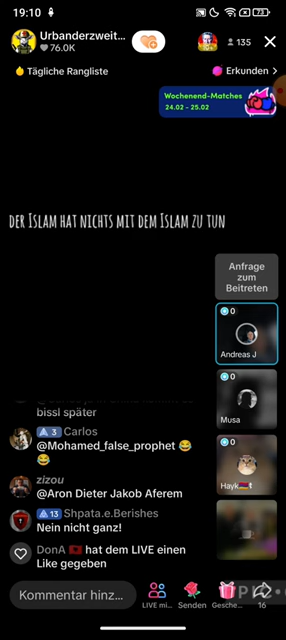 19:10
73
Urbanderzweit...
76.0K
135
Tägliche Rangliste
Erkunden >
Wochenend-Matches
24.02 - 25.02
der Islam hat nichts mit dem Islam zu tun
Anfrage
zum
Beitreten
0
Andreas J
0
Musa
0
Hayk🇦🇲
bissl später
3 Carlos
@Mohamed_false_prophet 😂
😂
zizou
@Aron Dieter Jakob Aferem
13 Shpata.e.Berishes
Nein nicht ganz!
DonA 🇦🇱 hat dem LIVE einen
Like gegeben
Kommentar hinz...
LIVE mi...
Senden
Gesche...
16